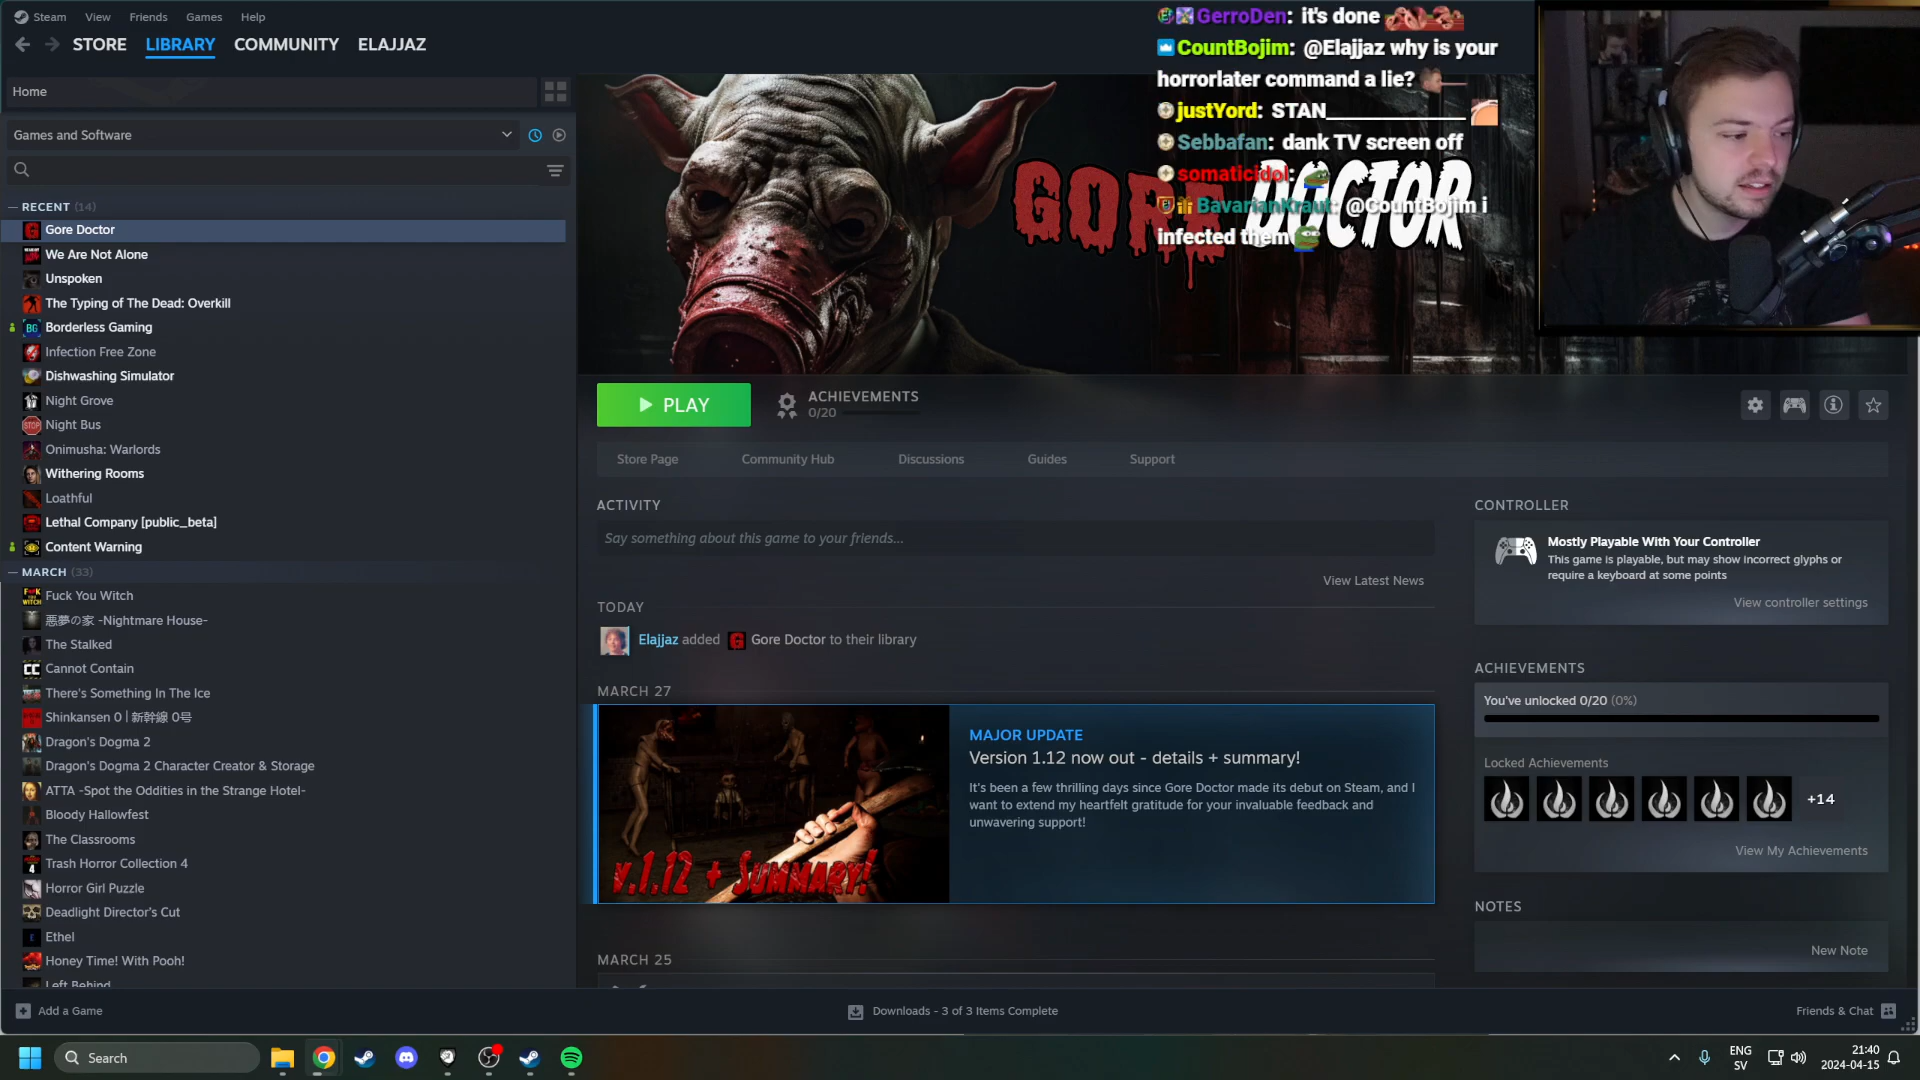 Steam View Friends Games Help
STORE LIBRARY COMMUNITY ELAJJAZ
Home
Games and Software
RECENT (14)
Gore Doctor
We Are Not Alone
Unspoken
The Typing of The Dead: Overkill
BG Borderless Gaming
Infection Free Zone
Dishwashing Simulator
Night Grove
STOP Night Bus
Onimusha: Warlords
Withering Rooms
Loathful
Lethal Company [public_beta]
Content Warning
MARCH (33)
Fuck You Witch
悪夢の家 -Nightmare House-
The Stalked
CC Cannot Contain
There's Something In The Ice
Shinkansen 0 | 新幹線 0号
Dragon's Dogma 2
Dragon's Dogma 2 Character Creator & Storage
ATTA -Spot the Oddities in the Strange Hotel-
Bloody Hallowfest
The Classrooms
4 Trash Horror Collection 4
Horror Girl Puzzle
Deadlight Director's Cut
E Ethel
Honey Time! With Pooh!
Left Behind
Add a Game
GORE DOCTOR
GerroDen: it's done
CountBojim: @Elajjaz why is your
horrorlater command a lie?
justYord: STAN____________
Sebbafan: dank TV screen off
somaticidol:
BavarianKraut: @CountBojim i
infected them
PLAY
ACHIEVEMENTS
0/20
Store Page Community Hub Discussions Guides Support
ACTIVITY
Say something about this game to your friends...
View Latest News
TODAY
Elajjaz added Gore Doctor to their library
MARCH 27
v.1.12 + Summary!
MAJOR UPDATE
Version 1.12 now out - details + summary!
It's been a few thrilling days since Gore Doctor made its debut on Steam, and I
want to extend my heartfelt gratitude for your invaluable feedback and
unwavering support!
MARCH 25
CONTROLLER
Mostly Playable With Your Controller
This game is playable, but may show incorrect glyphs or
require a keyboard at some points
View controller settings
ACHIEVEMENTS
You've unlocked 0/20 (0%)
Locked Achievements
+14
View My Achievements
NOTES
New Note
Downloads - 3 of 3 Items Complete
Friends & Chat
Search
ENG
SV
21:40
2024-04-15